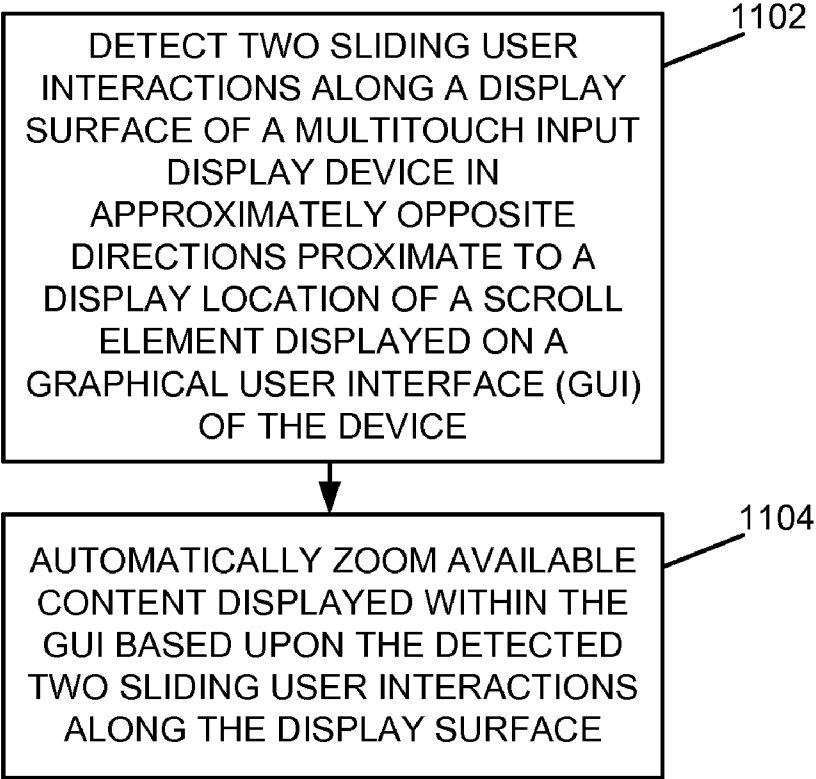 1102
DETECT TWO SLIDING USER
INTERACTIONS ALONG A DISPLAY
SURFACE OF A MULTITOUCH INPUT
DISPLAY DEVICE IN
APPROXIMATELY OPPOSITE
DIRECTIONS PROXIMATE TO A
DISPLAY LOCATION OF A SCROLL
ELEMENT DISPLAYED ON A
GRAPHICAL USER INTERFACE (GUI)
OF THE DEVICE
1104
AUTOMATICALLY ZOOM AVAILABLE
CONTENT DISPLAYED WITHIN THE
GUI BASED UPON THE DETECTED
TWO SLIDING USER INTERACTIONS
ALONG THE DISPLAY SURFACE